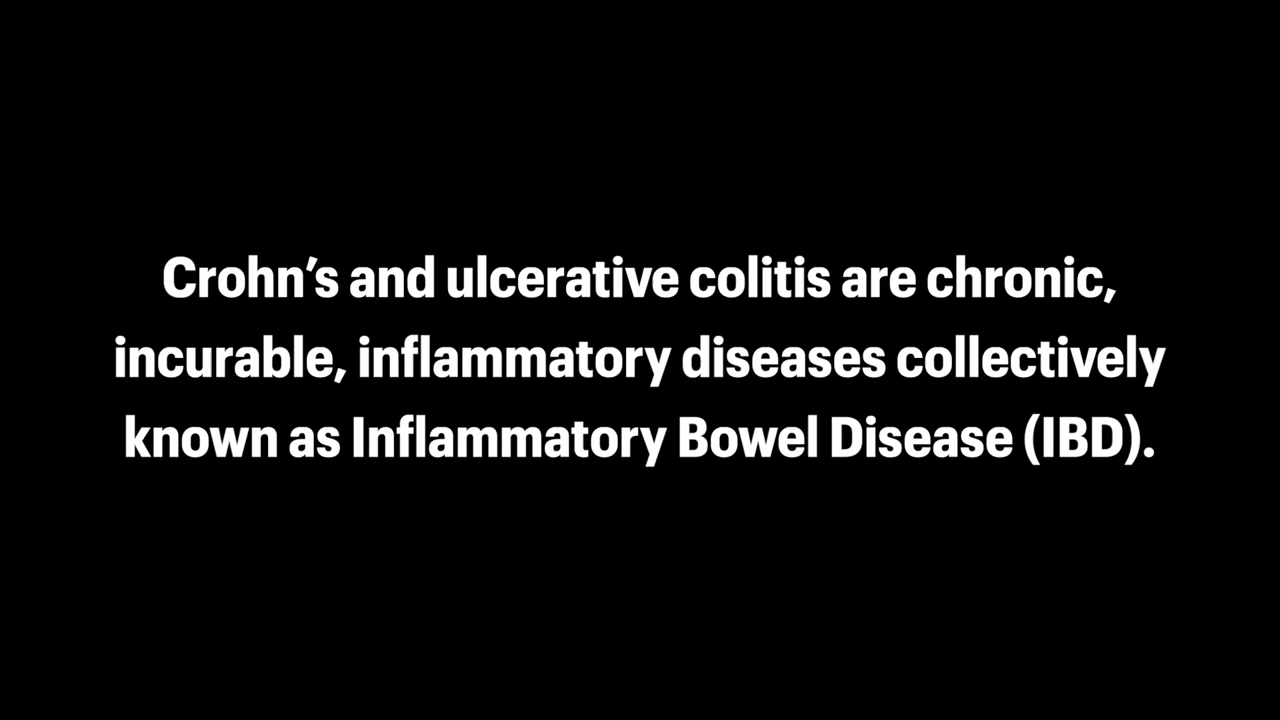 Crohn’s and ulcerative colitis are chronic,
incurable, inflammatory diseases collectively
known as Inflammatory Bowel Disease (IBD).